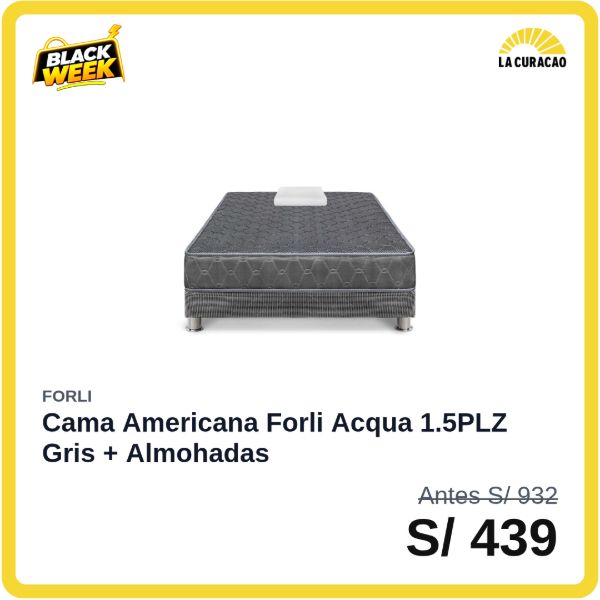 BLACK
WEEK
LA CURACAO
FORLI
Cama Americana Forli Acqua 1.5PLZ
Gris + Almohadas
Antes S/ 932
S/ 439